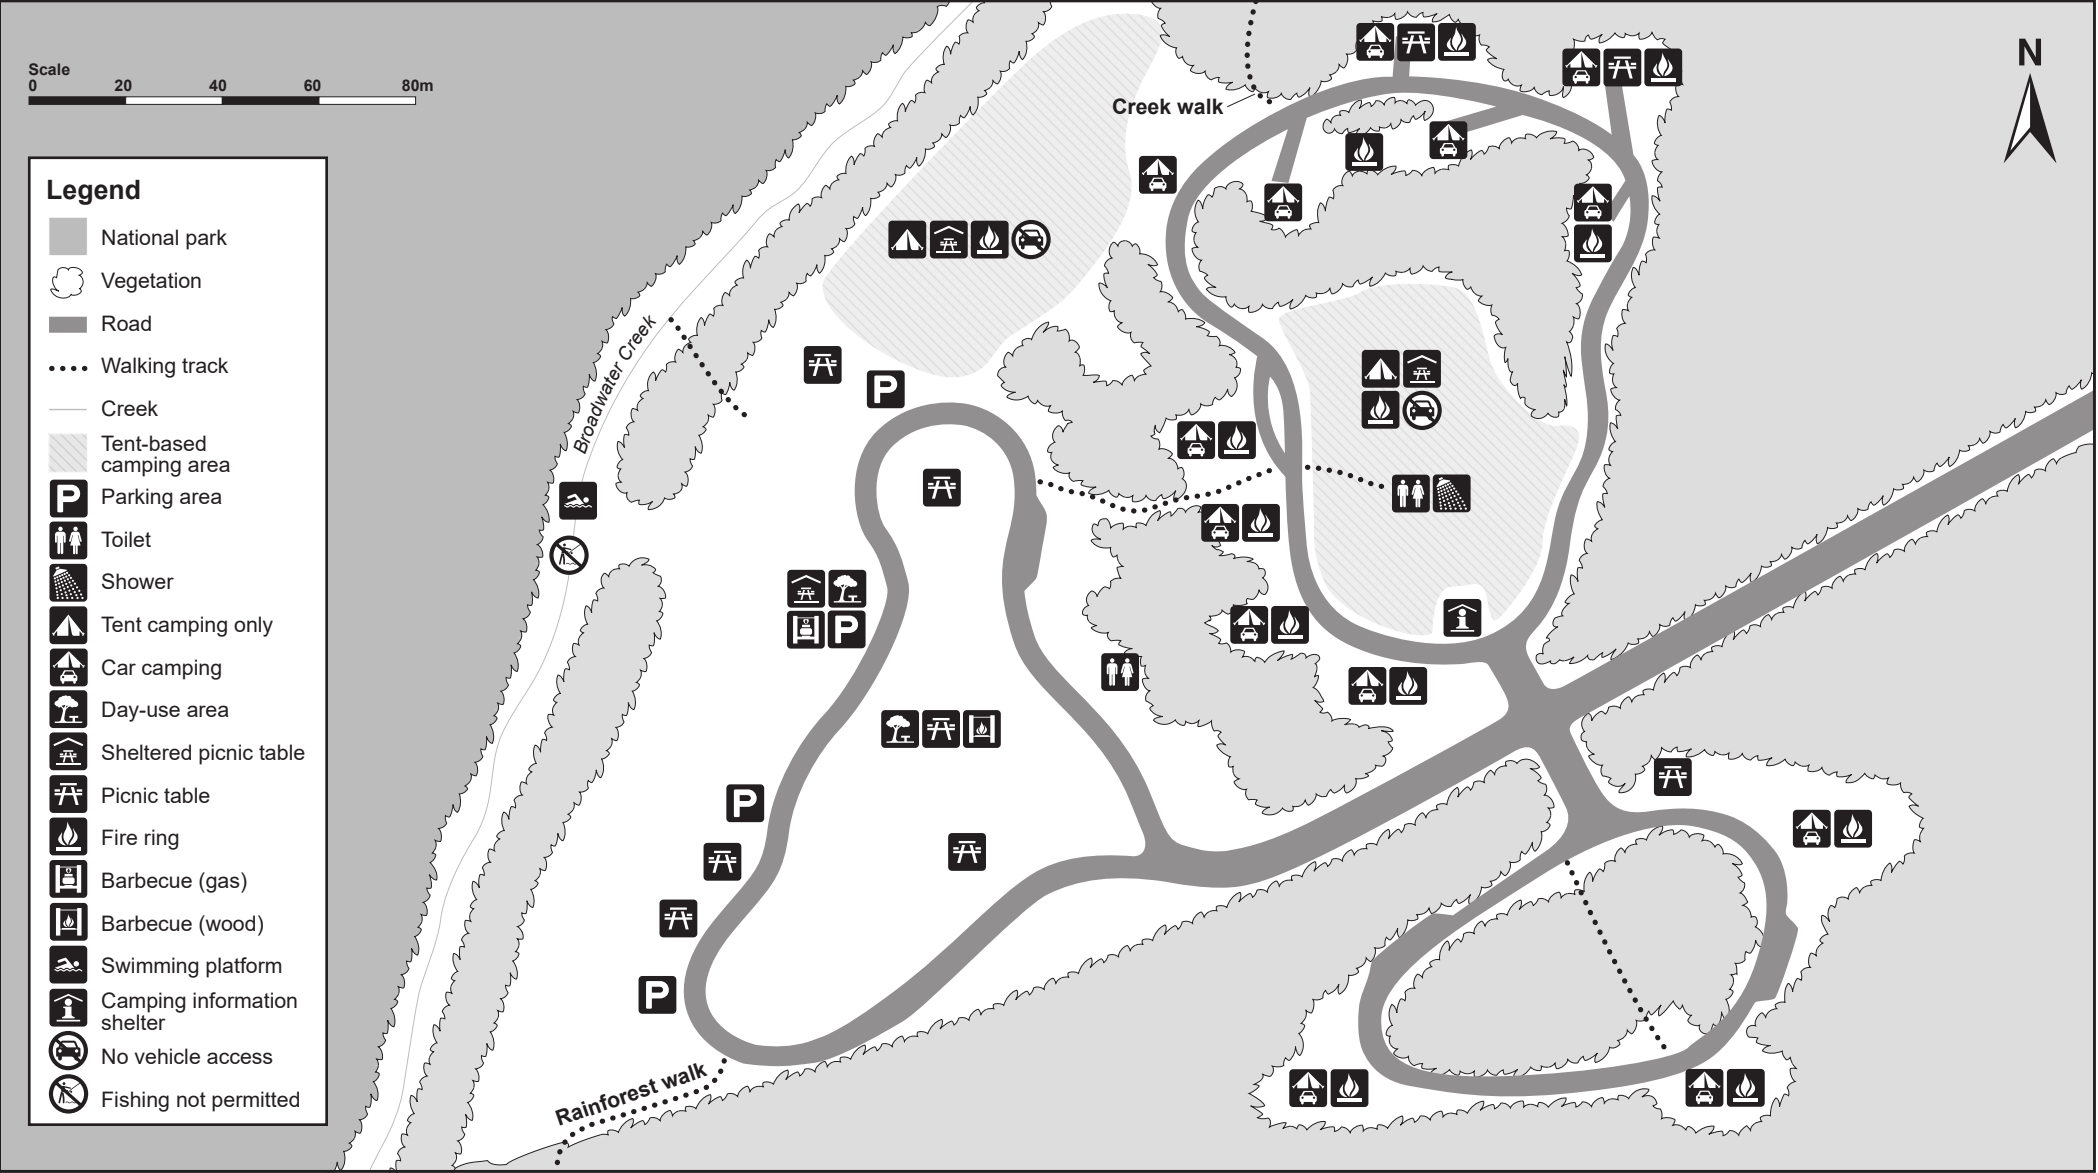 Scale
0 20 40 60 80m
N
Legend
National park
Vegetation
Road
Walking track
Creek
Tent-based
camping area
P Parking area
Toilet
Shower
Tent camping only
Car camping
Day-use area
Sheltered picnic table
Picnic table
Fire ring
Barbecue (gas)
Barbecue (wood)
Swimming platform
Camping information
shelter
No vehicle access
Fishing not permitted
Creek walk
Broadwater Creek
P
P
P
P
Rainforest walk